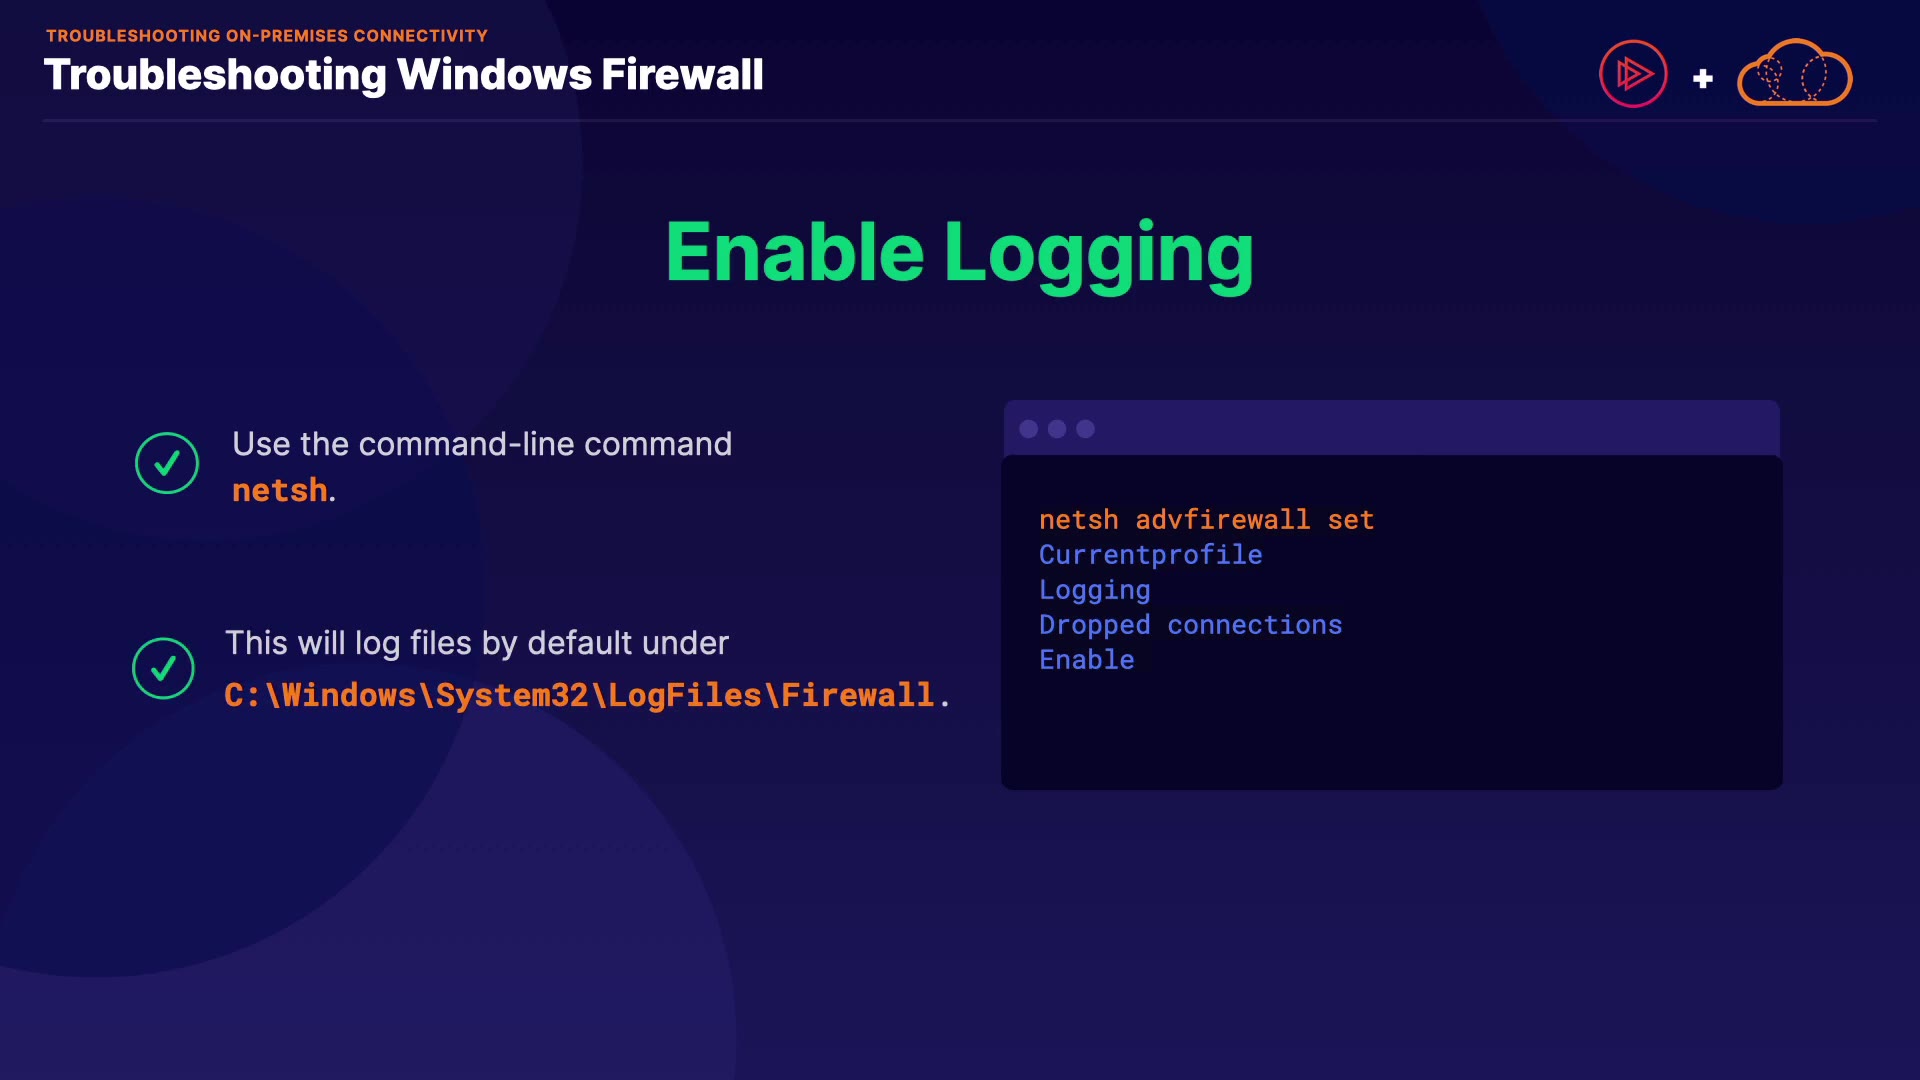 TROUBLESHOOTING ON-PREMISES CONNECTIVITY
Troubleshooting Windows Firewall
Enable Logging
Use the command-line command
netsh.
This will log files by default under
C:\Windows\System32\LogFiles\Firewall.
netsh advfirewall set
Currentprofile
Logging
Dropped connections
Enable